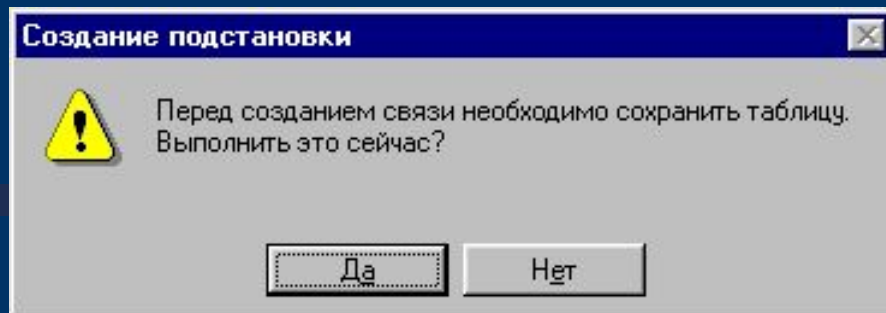 Создание подстановки
Перед созданием связи необходимо сохранить таблицу.
Выполнить это сейчас?
Да
Нет